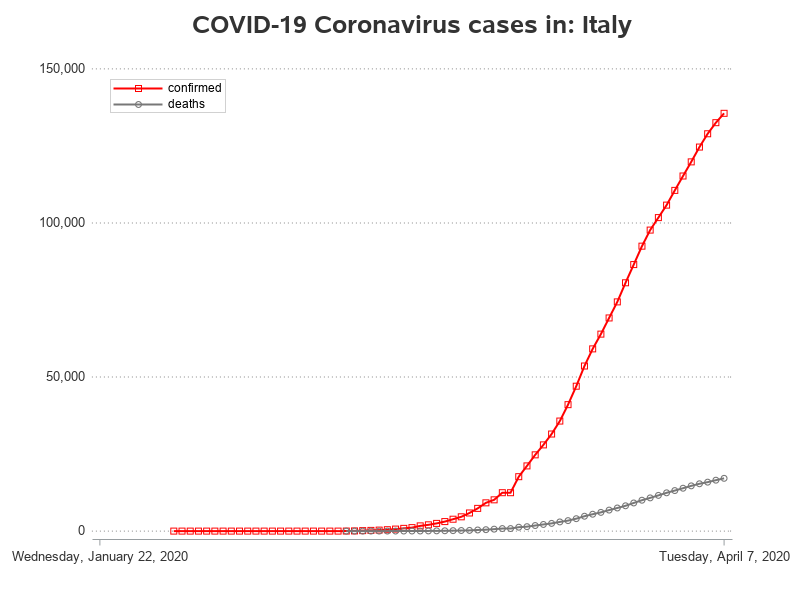 COVID-19 Coronavirus cases in: Italy
150,000
confirmed
deaths
100,000
50,000
0
Wednesday, January 22, 2020
Tuesday, April 7, 2020